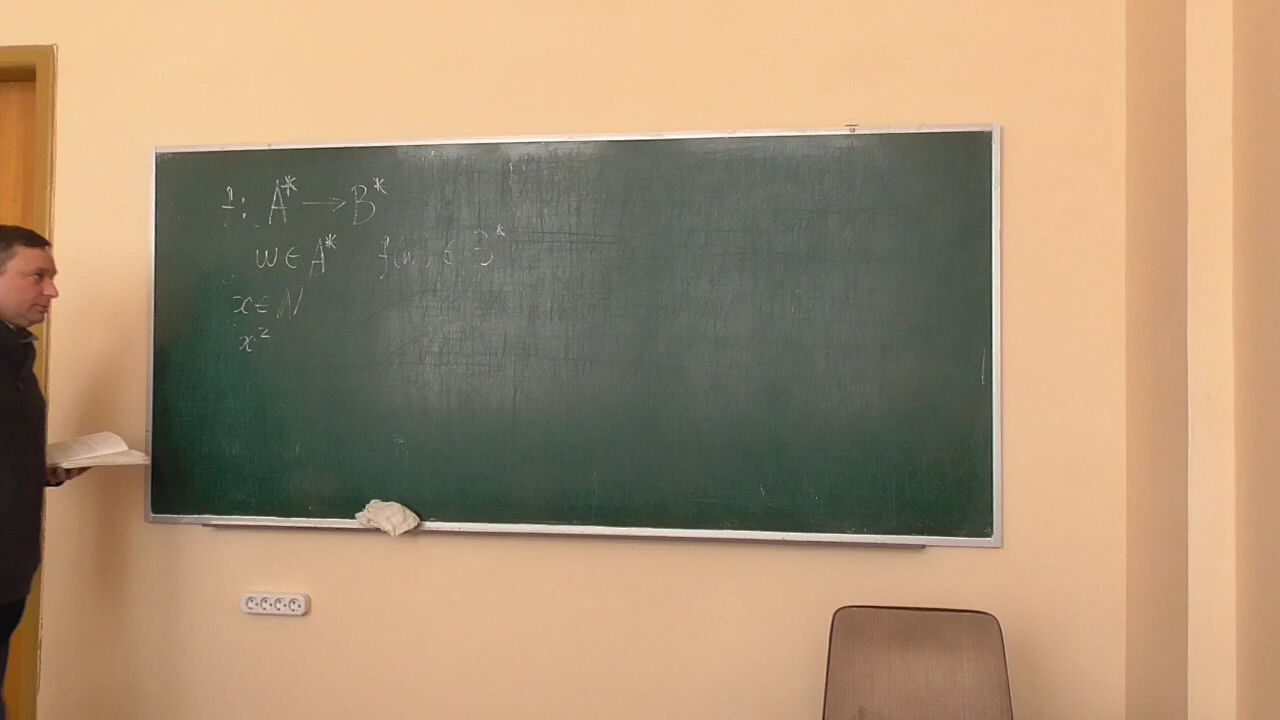 f: A* → B*
w ∈ A* f(w) ∈ B*
x ∈ N
x²